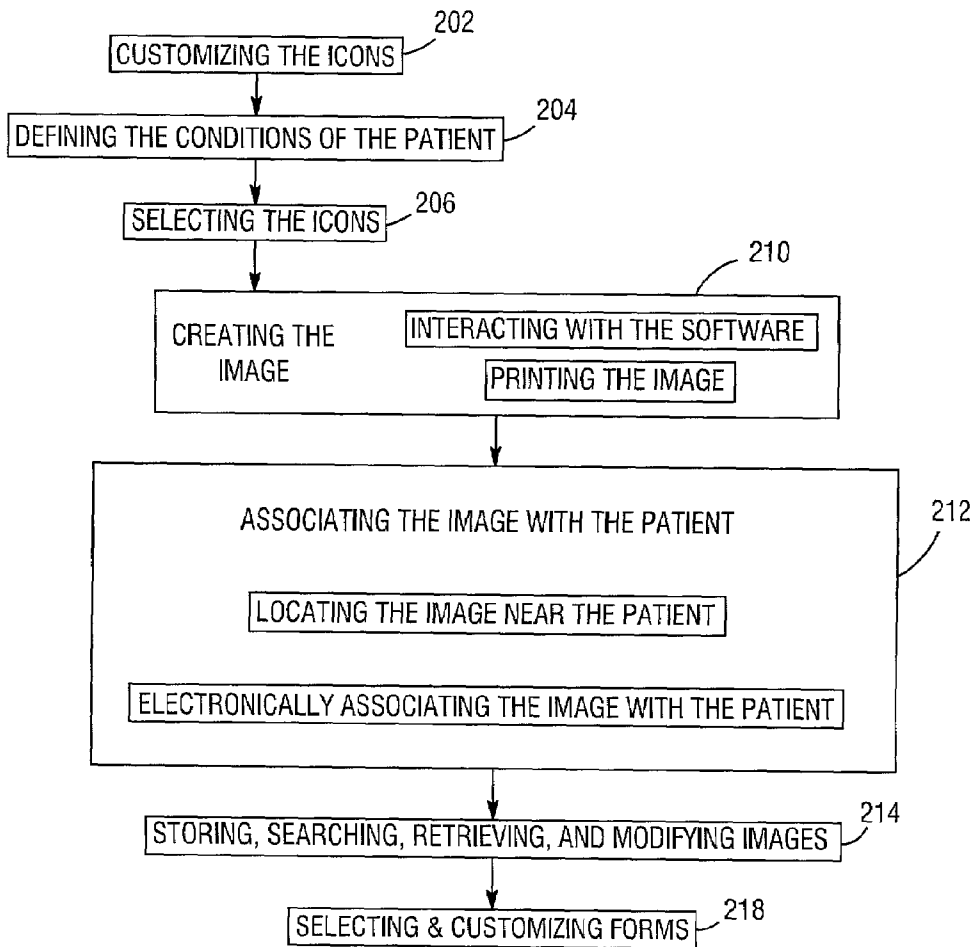 202
CUSTOMIZING THE ICONS
204
DEFINING THE CONDITIONS OF THE PATIENT
206
SELECTING THE ICONS
210
CREATING THE
IMAGE
INTERACTING WITH THE SOFTWARE
PRINTING THE IMAGE
212
ASSOCIATING THE IMAGE WITH THE PATIENT
LOCATING THE IMAGE NEAR THE PATIENT
ELECTRONICALLY ASSOCIATING THE IMAGE WITH THE PATIENT
214
STORING, SEARCHING, RETRIEVING, AND MODIFYING IMAGES
218
SELECTING & CUSTOMIZING FORMS